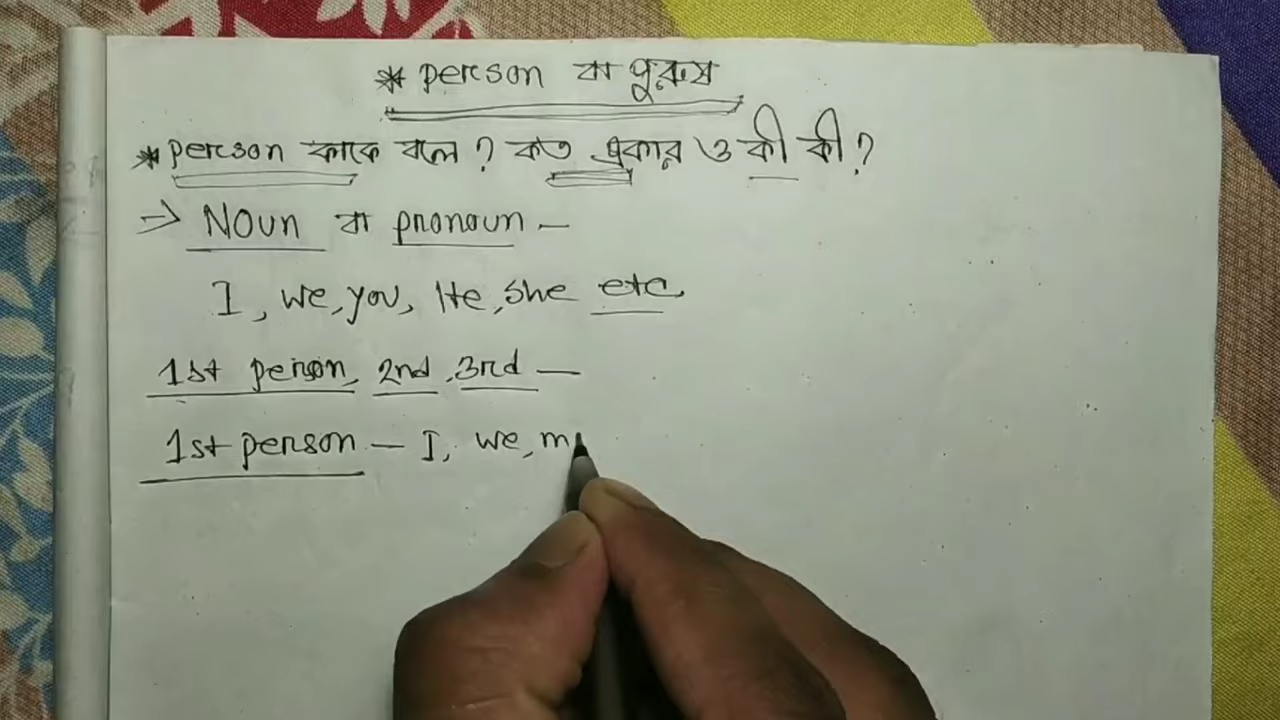 * person বা পুরুষ
* person কাকে বলে? কত প্রকার ও কী কী?
→ Noun বা pronoun –
I, we, you, He, she etc.
1st person, 2nd, 3rd –
1st person – I, we, m